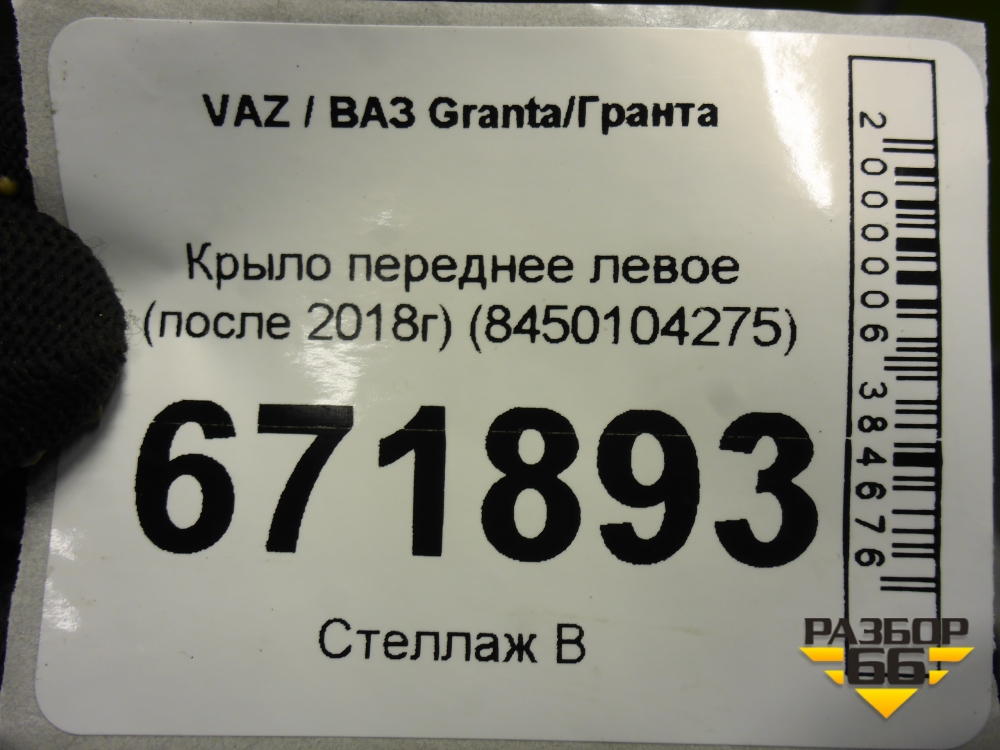 VAZ / ВАЗ Granta/Гранта
Крыло переднее левое
(после 2018г) (8450104275)
671893
Стеллаж В
2000006384676
РАЗБОР
66